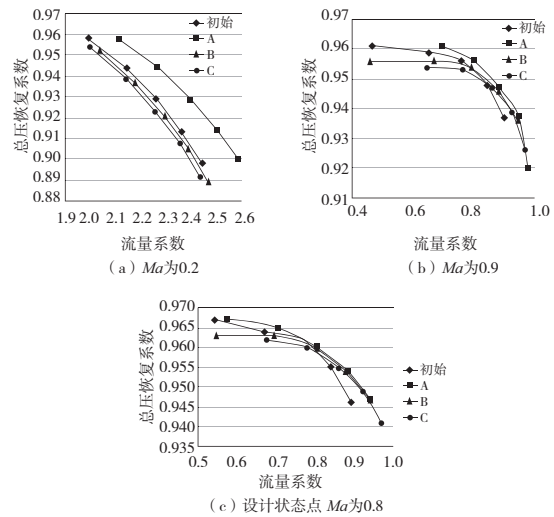 0.97
0.96
0.95
0.94
0.93
0.92
0.91
0.90
0.89
0.88
总压恢复系数
1.9 2.0 2.1 2.2 2.3 2.4 2.5 2.6
流量系数
初始
A
B
C
（a）Ma为0.2
0.97
0.96
0.95
0.94
0.93
0.92
0.91
总压恢复系数
0.4 0.6 0.8 1.0
流量系数
初始
A
B
C
（b）Ma为0.9
0.970
0.965
0.960
0.955
0.950
0.945
0.940
0.935
总压恢复系数
0.5 0.6 0.7 0.8 0.9 1.0
流量系数
初始
A
B
C
（c）设计状态点 Ma为0.8